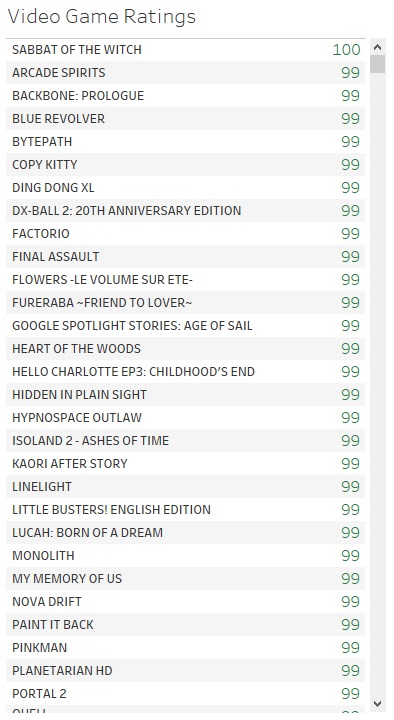 Video Game Ratings
SABBAT OF THE WITCH 100
ARCADE SPIRITS 99
BACKBONE: PROLOGUE 99
BLUE REVOLVER 99
BYTEPATH 99
COPY KITTY 99
DING DONG XL 99
DX-BALL 2: 20TH ANNIVERSARY EDITION 99
FACTORIO 99
FINAL ASSAULT 99
FLOWERS -LE VOLUME SUR ETE- 99
FURERABA ~FRIEND TO LOVER~ 99
GOOGLE SPOTLIGHT STORIES: AGE OF SAIL 99
HEART OF THE WOODS 99
HELLO CHARLOTTE EP3: CHILDHOOD'S END 99
HIDDEN IN PLAIN SIGHT 99
HYPNOSPACE OUTLAW 99
ISOLAND 2 - ASHES OF TIME 99
KAORI AFTER STORY 99
LINELIGHT 99
LITTLE BUSTERS! ENGLISH EDITION 99
LUCAH: BORN OF A DREAM 99
MONOLITH 99
MY MEMORY OF US 99
NOVA DRIFT 99
PAINT IT BACK 99
PINKMAN 99
PLANETARIAN HD 99
PORTAL 2 99